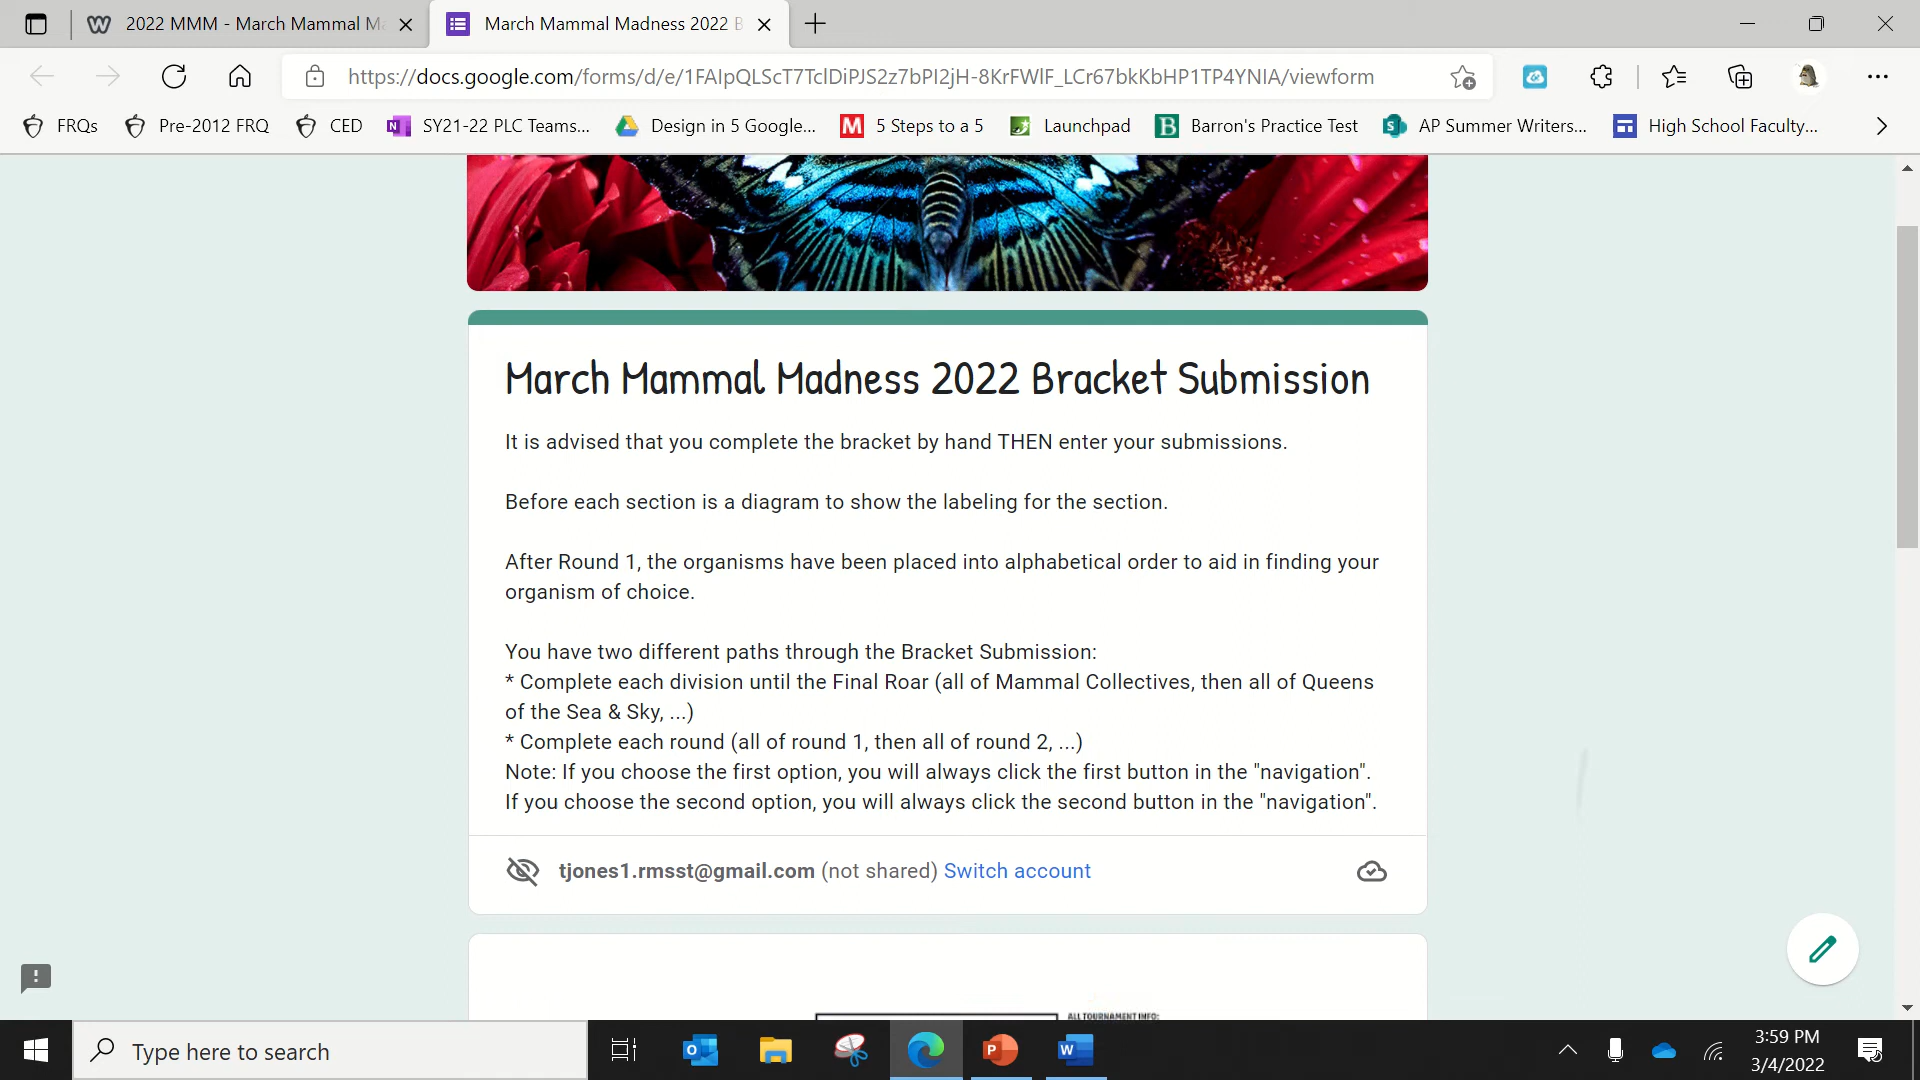 2022 MMM - March Mammal Ma
March Mammal Madness 2022 B
https://docs.google.com/forms/d/e/1FAIpQLScT7TclDiPJS2z7bPI2jH-8KrFWlF_LCr67bkKbHP1TP4YNIA/viewform
FRQs
Pre-2012 FRQ
CED
SY21-22 PLC Teams...
Design in 5 Google...
M 5 Steps to a 5
Launchpad
B Barron's Practice Test
AP Summer Writers...
High School Faculty...
March Mammal Madness 2022 Bracket Submission
It is advised that you complete the bracket by hand THEN enter your submissions.
Before each section is a diagram to show the labeling for the section.
After Round 1, the organisms have been placed into alphabetical order to aid in finding your
organism of choice.
You have two different paths through the Bracket Submission:
* Complete each division until the Final Roar (all of Mammal Collectives, then all of Queens
of the Sea & Sky, ...)
* Complete each round (all of round 1, then all of round 2, ...)
Note: If you choose the first option, you will always click the first button in the "navigation".
If you choose the second option, you will always click the second button in the "navigation".
tjones1.rmsst@gmail.com (not shared) Switch account
ALL TOURNAMENT INFO:
Type here to search
3:59 PM
3/4/2022